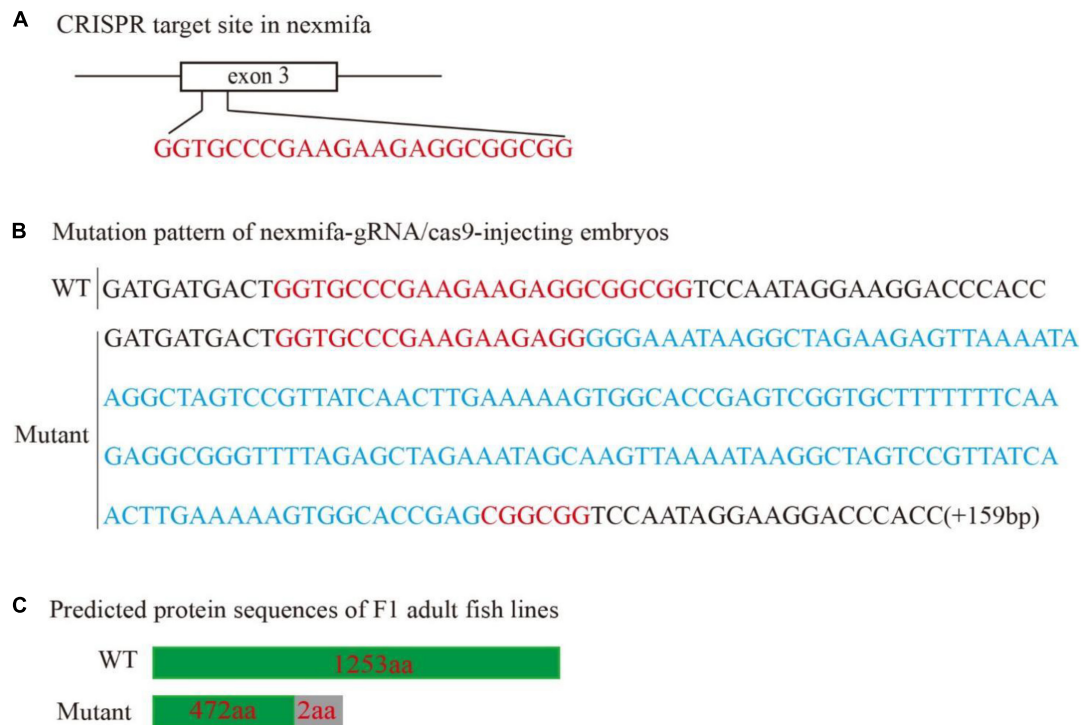 A CRISPR target site in nexmifa
exon 3
GGTGCCCGAAGAAGAGGCGGCGG
B Mutation pattern of nexmifa-gRNA/cas9-injecting embryos
WT GATGATGACTGGTGCCCGAAGAAGAGGCGGCGGTCCAATAGGAAGGACCCACC
GATGATGACTGGTGCCCGAAGAAGAGGGGGAAATAAGGCTAGAAGAGTTAAAATA
AGGCTAGTCCGTTATCAACTTGAAAAAGTGGCACCGAGTCGGTGCTTTTTTTCAA
Mutant
GAGGCGGGTTTTAGAGCTAGAAATAGCAAGTTAAAATAAGGCTAGTCCGTTATCA
ACTTGAAAAAGTGGCACCGAGCGGCGGTCCAATAGGAAGGACCCACC(+159bp)
C Predicted protein sequences of F1 adult fish lines
WT 1253aa
Mutant 472aa 2aa